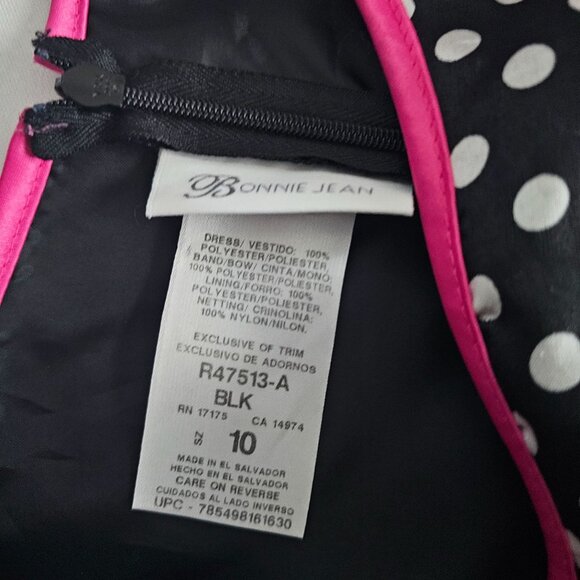 BONNIE JEAN
DRESS/ VESTIDO: 100%
POLYESTER/POLIESTER,
BAND/BOW/ CINTA/MONO:
100% POLYESTER/POLIESTER,
LINING/FORRO: 100%
POLYESTER/POLIESTER,
NETTING/ CRINOLINA:
100% NYLON/NILON.
EXCLUSIVE OF TRIM
EXCLUSIVO DE ADORNOS
R47513-A
BLK
RN 17175 CA 14974
SZ 10
MADE IN EL SALVADOR
HECHO EN EL SALVADOR
CARE ON REVERSE
CUIDADOS AL LADO INVERSO
UPC - 785498161630